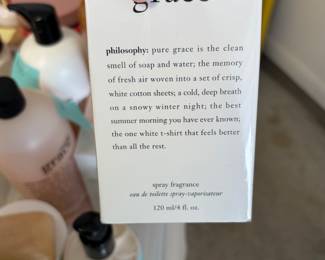 grace
philosophy: pure grace is the clean
smell of soap and water; the memory
of fresh air woven into a set of crisp,
white cotton sheets; a cold, deep breath
on a snowy winter night; the best
summer morning you have ever known;
the one white t-shirt that feels better
than all the rest.
spray fragrance
eau de toilette spray-vaporisateur
120 ml/4 fl. oz.
grace